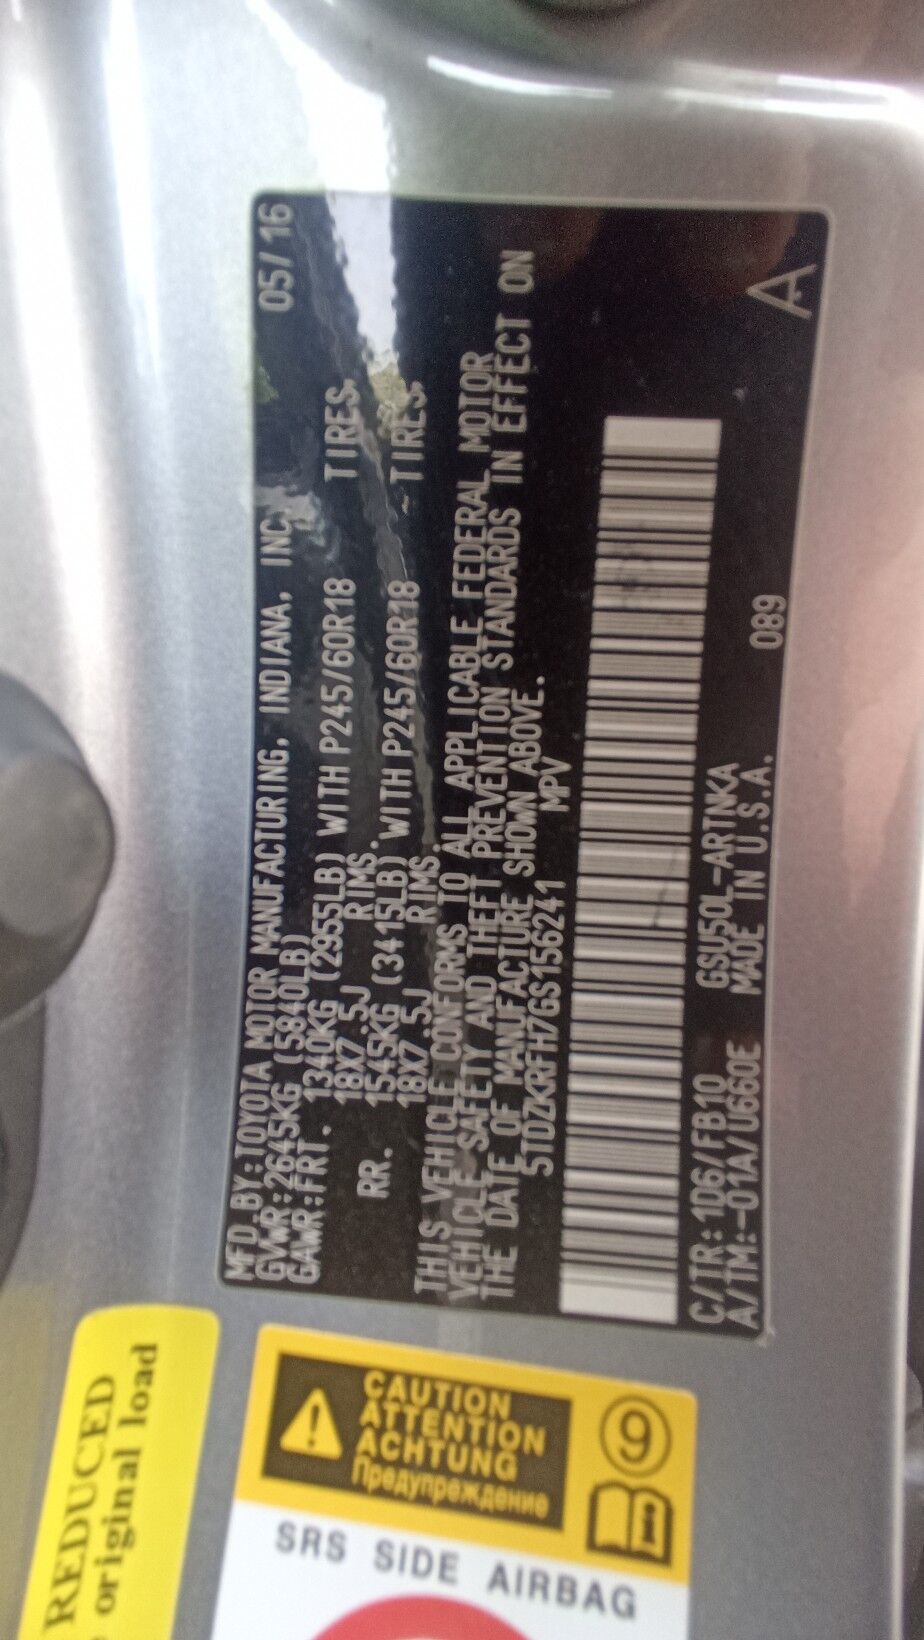 MFD.BY:TOYOTA MOTOR MANUFACTURING, INDIANA, INC. 05/16
GVWR:2645KG (5840LB)
GAWR:FRT. 1340KG (2955LB) WITH P245/60R18 TIRES,
18X7.5J RIMS.
RR. 1545KG (3415LB) WITH P245/60R18 TIRES,
18X7.5J RIMS.
THIS VEHICLE CONFORMS TO ALL APPLICABLE FEDERAL MOTOR
VEHICLE SAFETY AND THEFT PREVENTION STANDARDS IN EFFECT ON
THE DATE OF MANUFACTURE SHOWN ABOVE.
5TDZKRFH7GS156241 MPV
C/TR:1D6/FB10 GSU50L-ARTNKA
A/TM:-01A/U660E MADE IN U.S.A. 089
A
REDUCED
original load
CAUTION
ATTENTION
ACHTUNG
Предупреждение
9
i
SRS SIDE AIRBAG